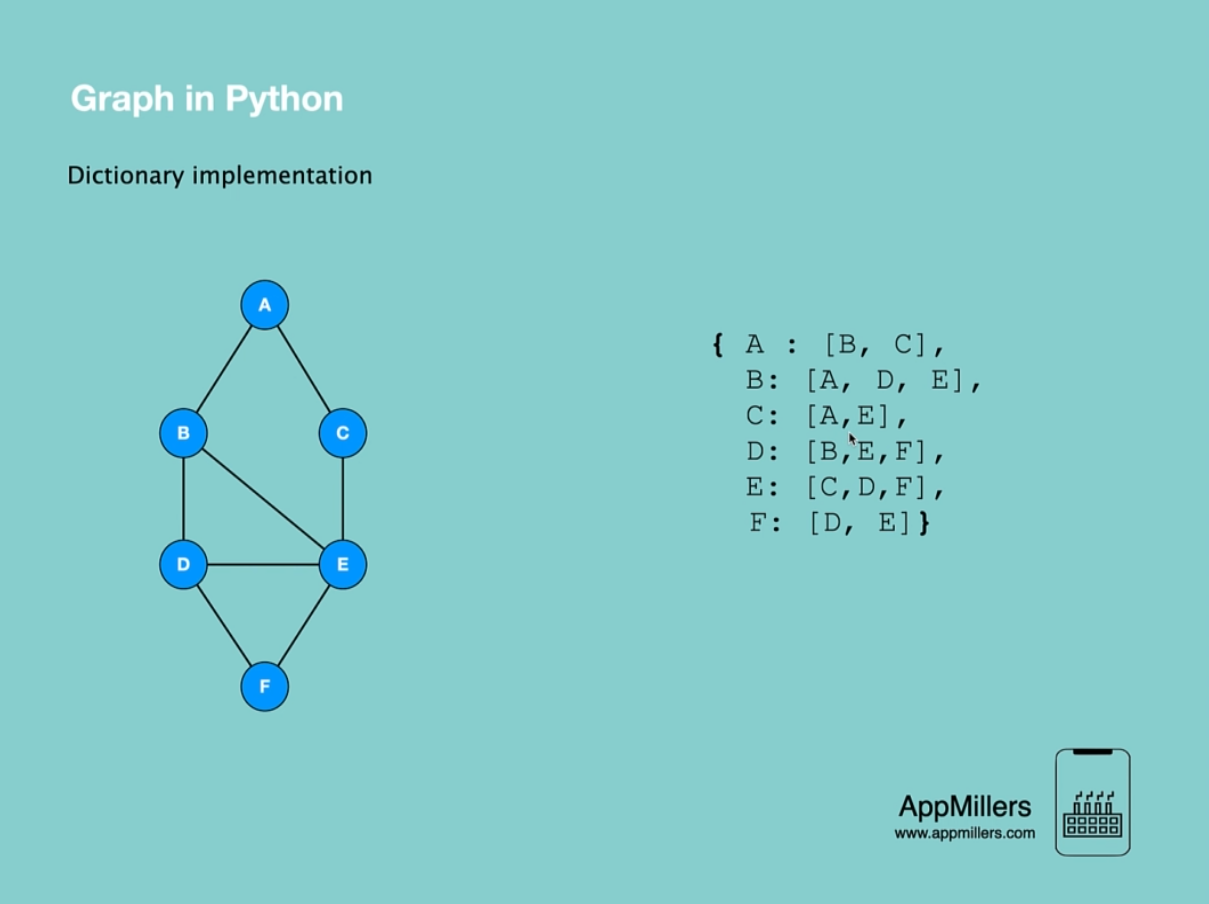 Graph in Python
Dictionary implementation
A
B
C
D
E
F
{ A : [B, C],
B: [A, D, E],
C: [A,E],
D: [B,E,F],
E: [C,D,F],
F: [D, E]}
AppMillers
www.appmillers.com